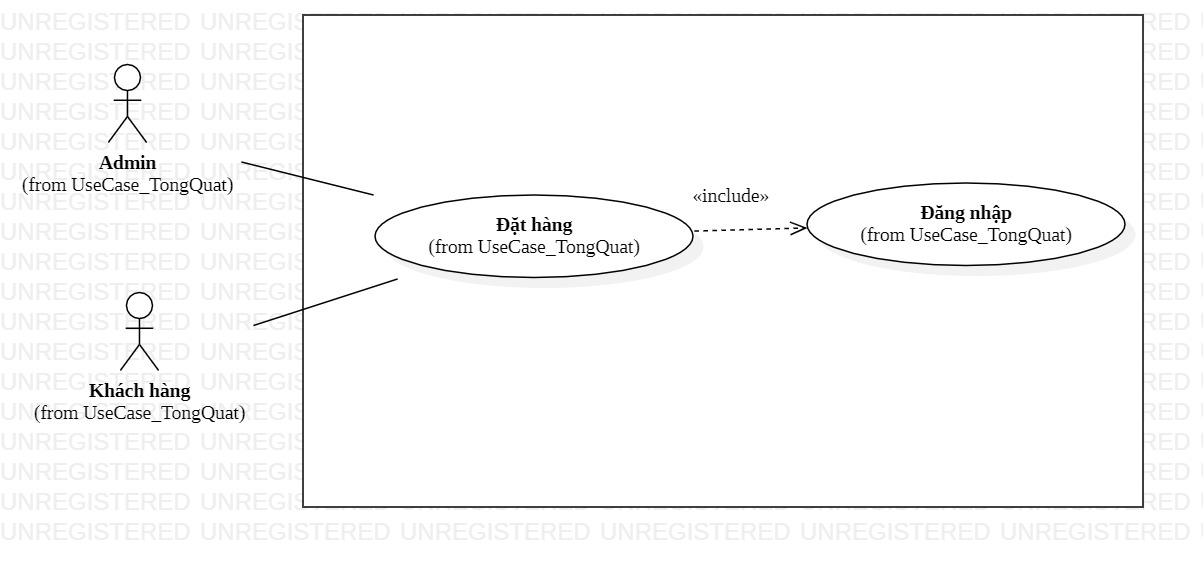 Admin
(from UseCase_TongQuat)
Đặt hàng
(from UseCase_TongQuat)
«include»
Đăng nhập
(from UseCase_TongQuat)
Khách hàng
(from UseCase_TongQuat)
UNREGISTERED UNREGISTERED UNREGISTERED UNREGISTERED UNREGISTERED UNREGISTERED